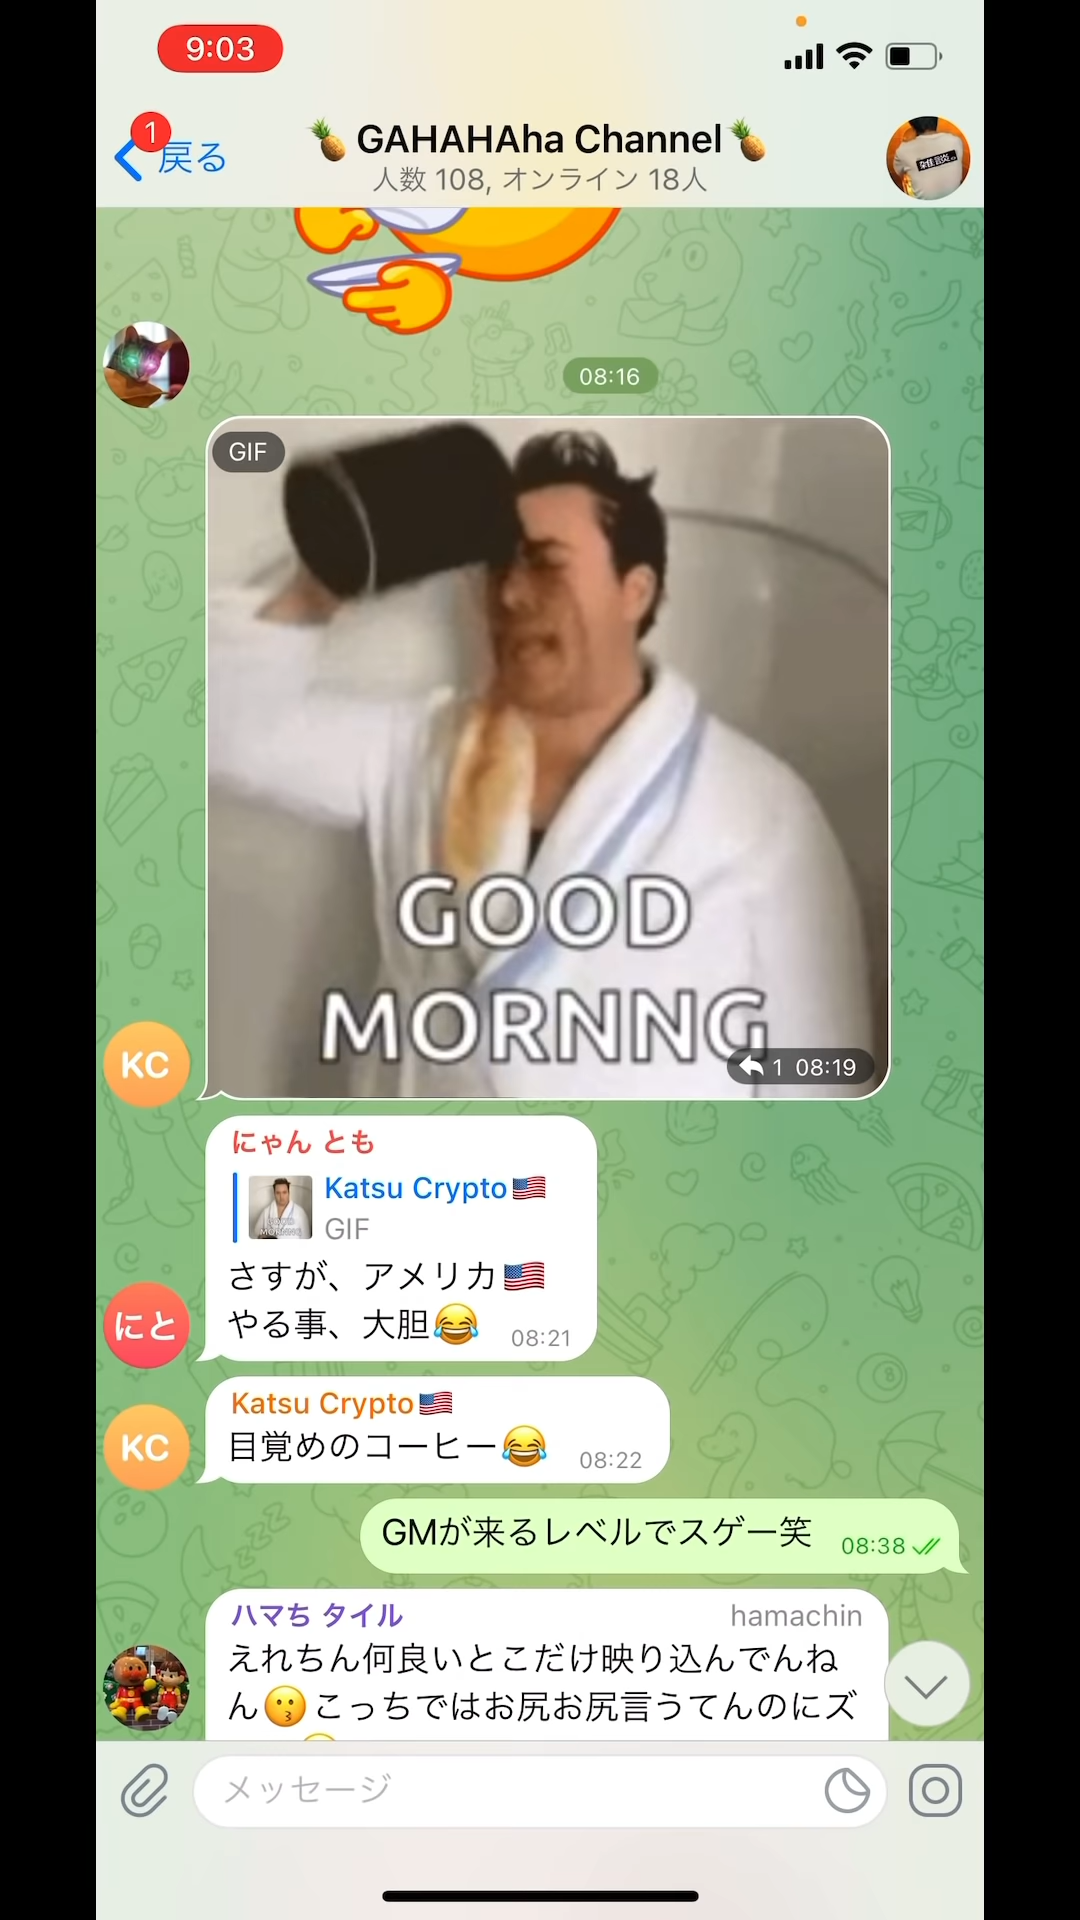 9:03
1
戻る
🍍 GAHAHAha Channel 🍍
人数 108, オンライン 18人
08:16
GIF
GOOD
MORNNG
1 08:19
KC
にゃん とも
Katsu Crypto🇺🇸
GIF
さすが、アメリカ🇺🇸
やる事、大胆😂 08:21
にと
Katsu Crypto🇺🇸
目覚めのコーヒー😂 08:22
KC
GMが来るレベルでスゲー笑 08:38
ハマち タイル hamachin
えれちん何良いとこだけ映り込んでんね
ん😗こっちではお尻お尻言うてんのにズ
メッセージ